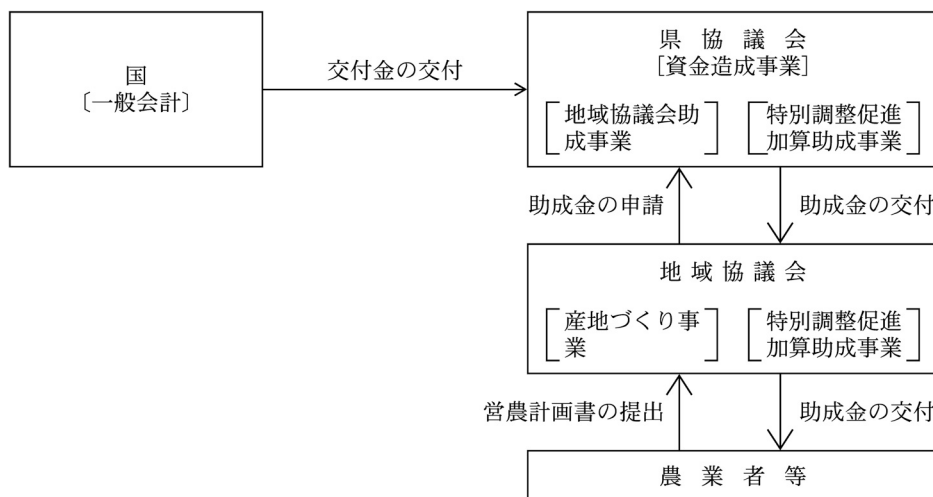 国
〔一般会計〕
交付金の交付
県協議会
[資金造成事業]
地域協議会助
成事業
特別調整促進
加算助成事業
助成金の申請
助成金の交付
地域協議会
産地づくり事
業
特別調整促進
加算助成事業
営農計画書の提出
助成金の交付
農業者等